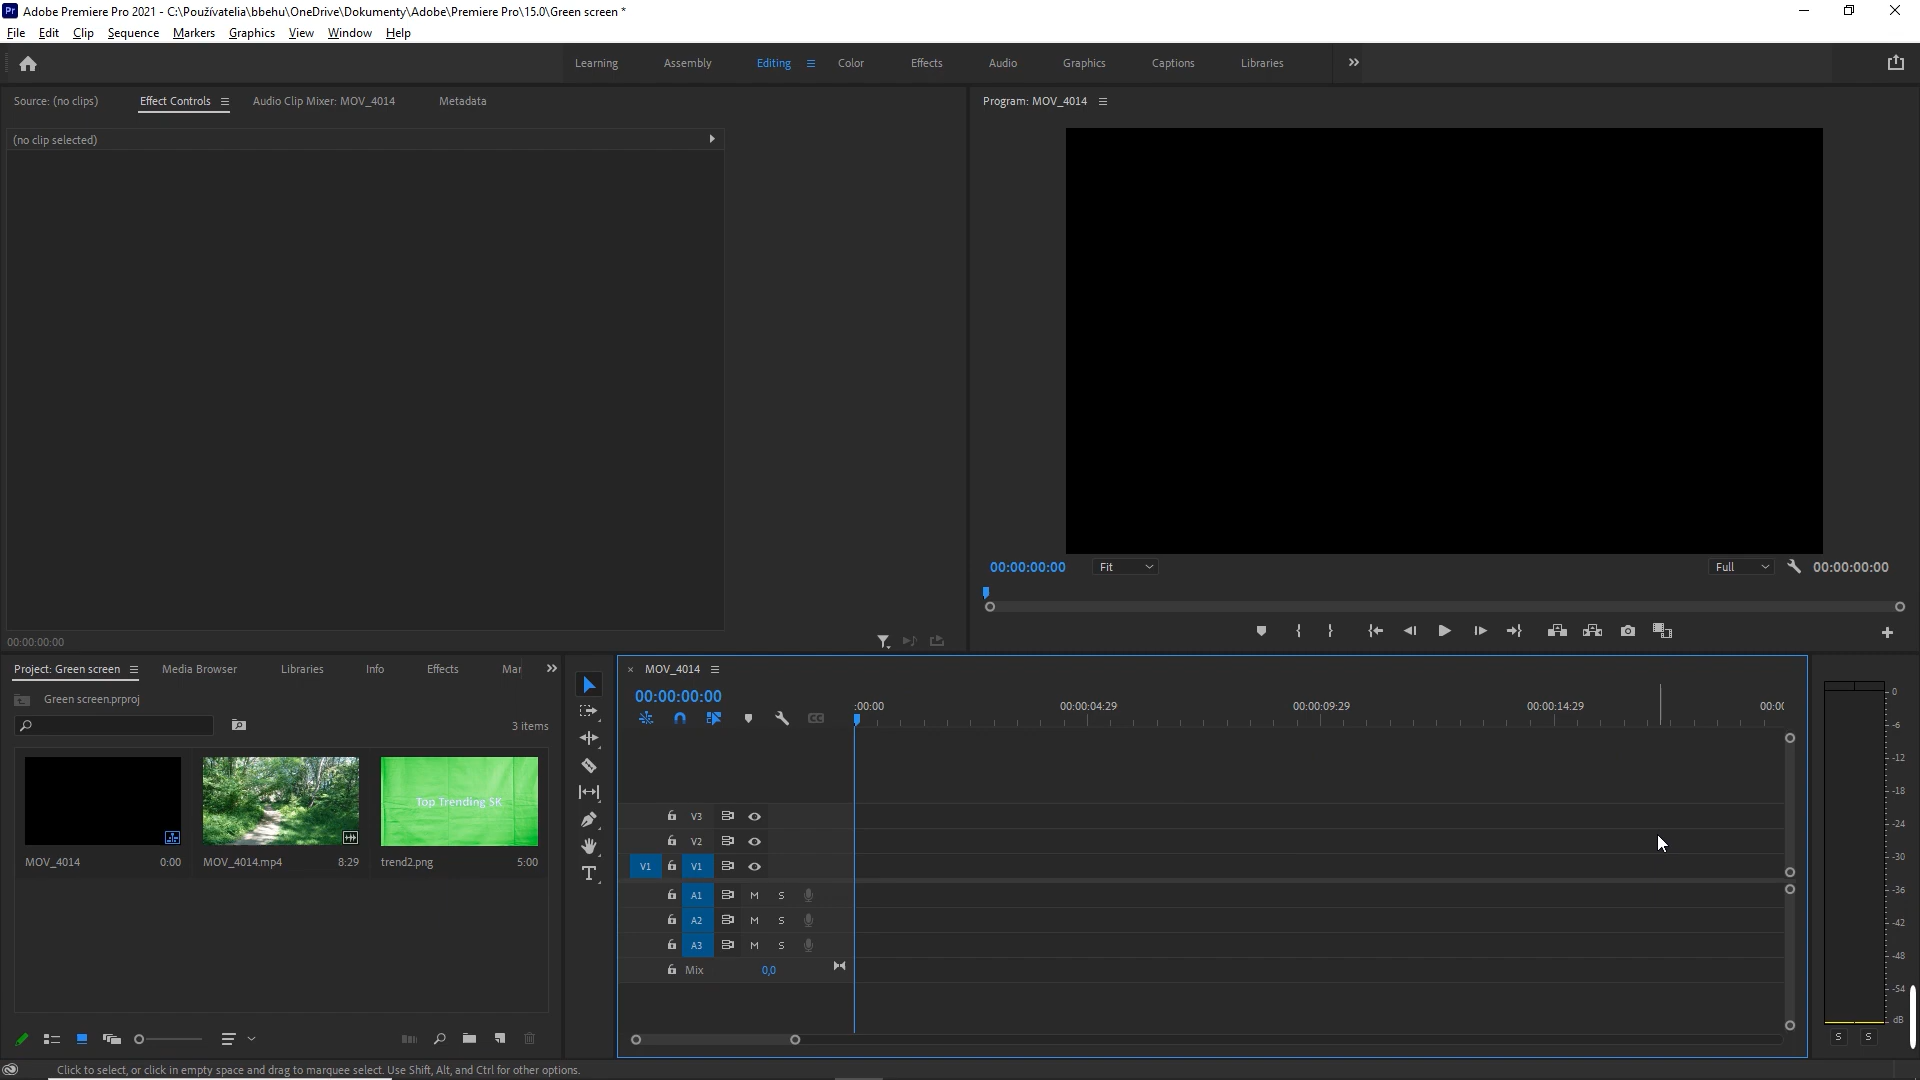 Adobe Premiere Pro 2021 - C:\Používatelia\bbehu\OneDrive\Dokumenty\Adobe\Premiere Pro\15.0\Green screen *
File Edit Clip Sequence Markers Graphics View Window Help
Learning Assembly Editing Color Effects Audio Graphics Captions Libraries
Source: (no clips) Effect Controls Audio Clip Mixer: MOV_4014 Metadata
Program: MOV_4014
(no clip selected)
00:00:00:00 Fit Full 00:00:00:00
00:00:00:00
Project: Green screen Media Browser Libraries Info Effects Mar
Green screen.prproj
3 items
Top Trending SK
MOV_4014 0:00 MOV_4014.mp4 8:29 trend2.png 5:00
MOV_4014
00:00:00:00
:00:00 00:00:04:29 00:00:09:29 00:00:14:29 00:00
V3
V2
V1 V1
A1 M S
A2 M S
A3 M S
Mix 0,0
0
-6
-12
-18
-24
-30
-36
-42
-48
-54
dB
S S
Click to select, or click in empty space and drag to marquee select. Use Shift, Alt, and Ctrl for other options.